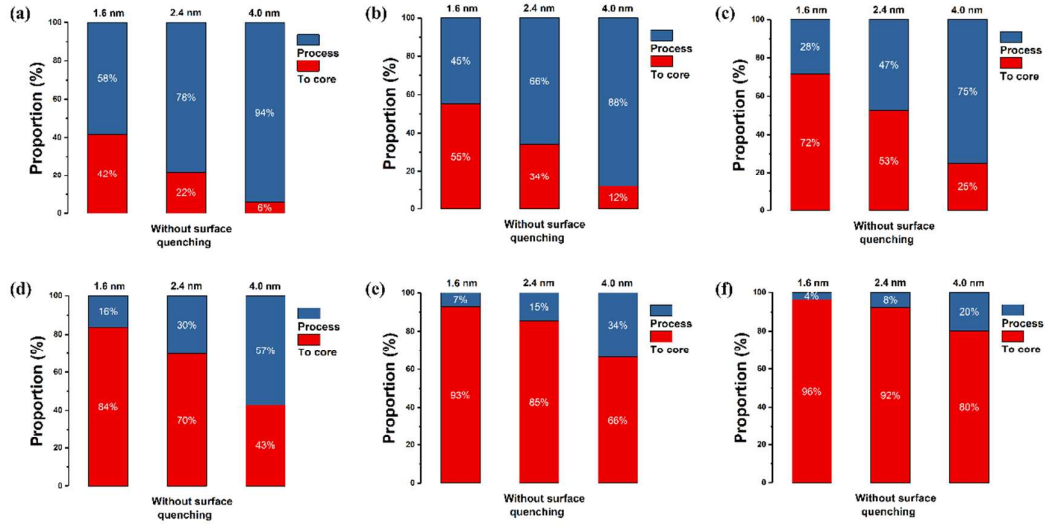 (a)
1.6 nm 2.4 nm 4.0 nm
Proportion (%)
100
80
60
40
20
0
58%
78%
94%
42%
22%
6%
Process
To core
Without surface
quenching
(b)
1.6 nm 2.4 nm 4.0 nm
Proportion (%)
100
80
60
40
20
0
45%
66%
88%
55%
34%
12%
Process
To core
Without surface
quenching
(c)
1.6 nm 2.4 nm 4.0 nm
Proportion (%)
100
80
60
40
20
0
28%
47%
75%
72%
53%
25%
Process
To core
Without surface
quenching
(d)
1.6 nm 2.4 nm 4.0 nm
Proportion (%)
100
80
60
40
20
0
16%
30%
57%
84%
70%
43%
Process
To core
Without surface
quenching
(e)
1.6 nm 2.4 nm 4.0 nm
Proportion (%)
100
80
60
40
20
0
7%
15%
34%
93%
85%
66%
Process
To core
Without surface
quenching
(f)
1.6 nm 2.4 nm 4.0 nm
Proportion (%)
100
80
60
40
20
0
4%
8%
20%
96%
92%
80%
Process
To core
Without surface
quenching